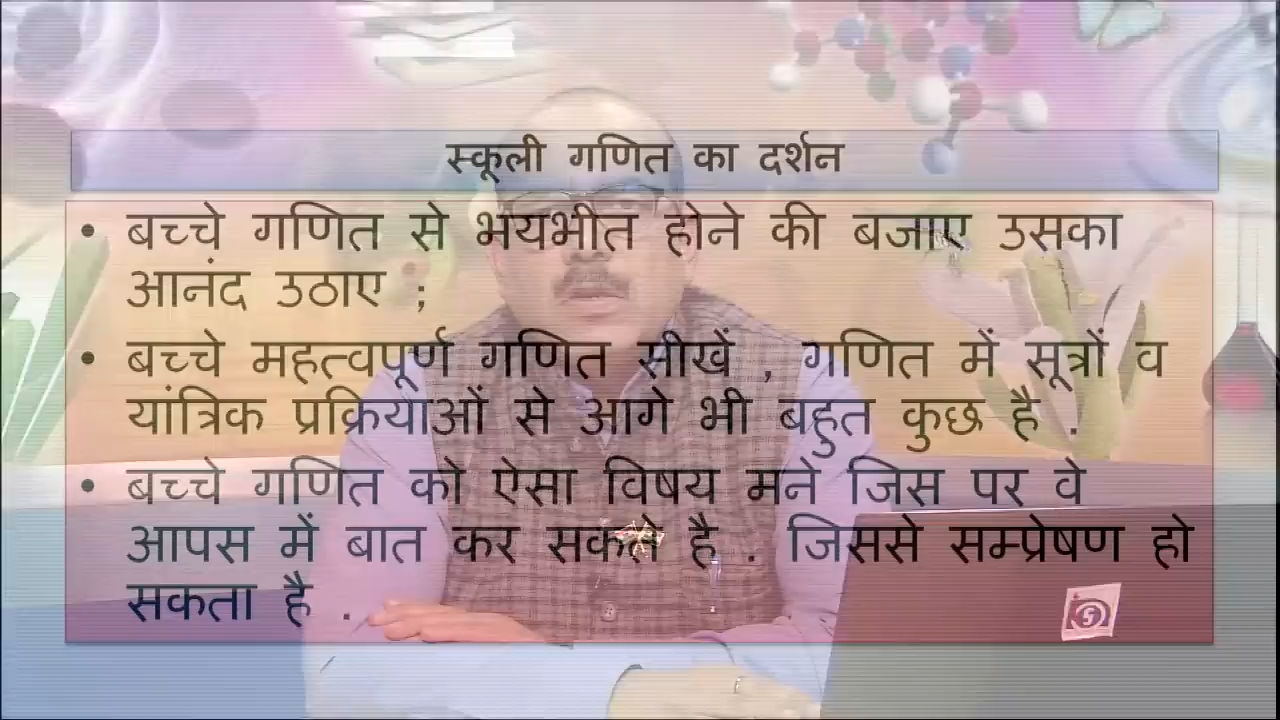 स्कूली गणित का दर्शन
• बच्चे गणित से भयभीत होने की बजाए उसका
आनंद उठाए ;
• बच्चे महत्वपूर्ण गणित सीखें , गणित में सूत्रों व
यांत्रिक प्रक्रियाओं से आगे भी बहुत कुछ है .
• बच्चे गणित को ऐसा विषय मने जिस पर वे
आपस में बात कर सकते है . जिससे सम्प्रेषण हो
सकता है .